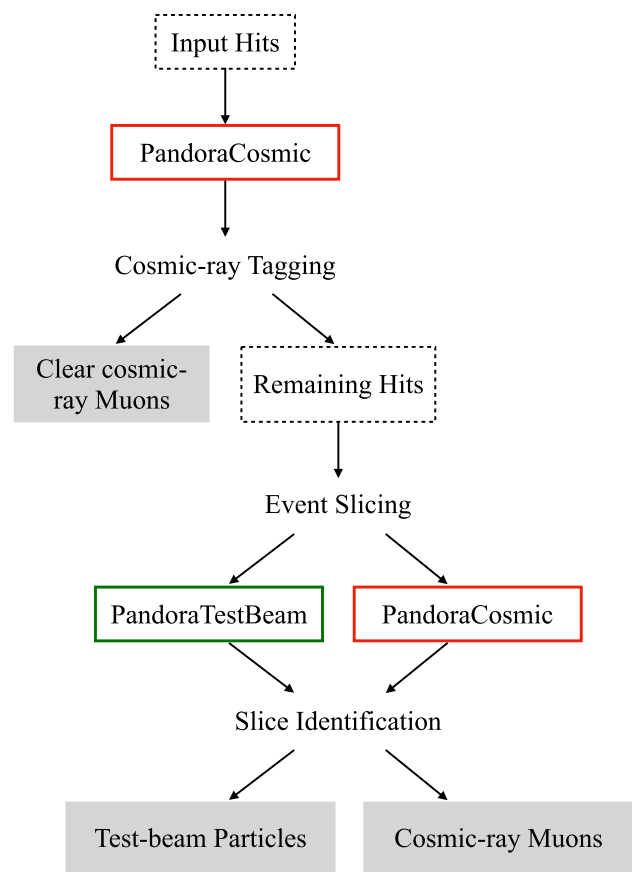 Input Hits
PandoraCosmic
Cosmic-ray Tagging
Clear cosmic-
ray Muons
Remaining Hits
Event Slicing
PandoraTestBeam
PandoraCosmic
Slice Identification
Test-beam Particles
Cosmic-ray Muons